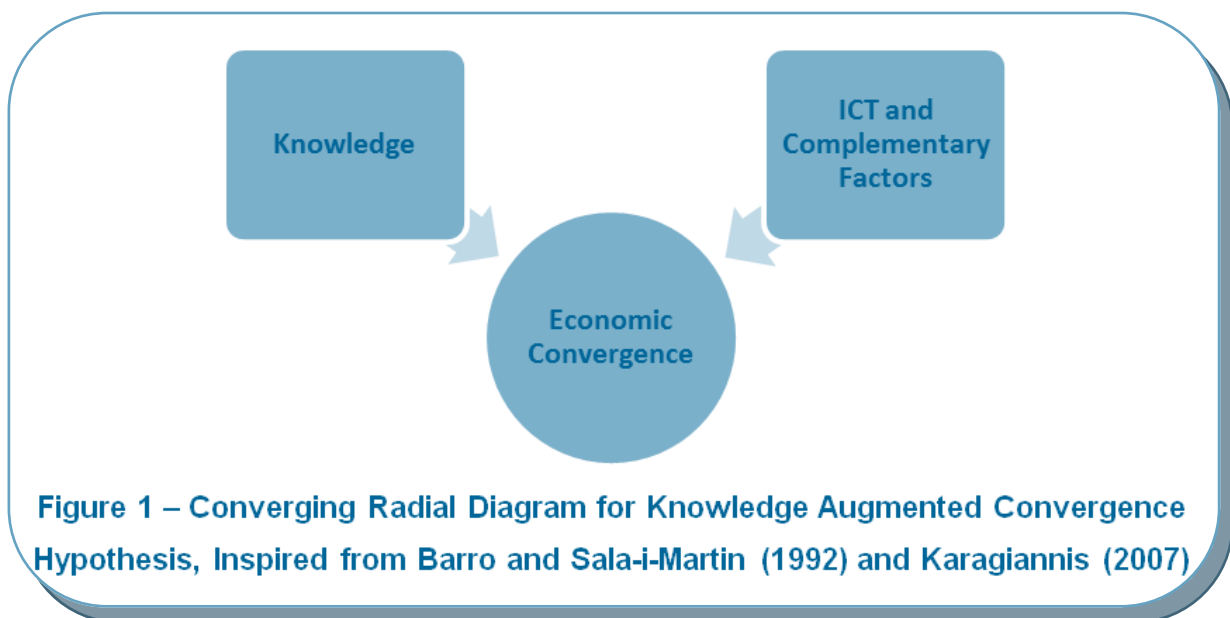 Knowledge
ICT and
Complementary
Factors
Economic
Convergence
Figure 1 – Converging Radial Diagram for Knowledge Augmented Convergence
Hypothesis, Inspired from Barro and Sala-i-Martin (1992) and Karagiannis (2007)